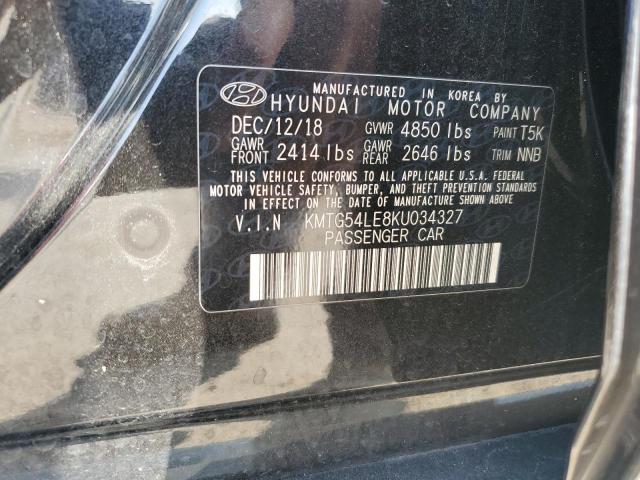 MANUFACTURED IN KOREA BY
HYUNDAI MOTOR COMPANY
DEC/12/18 GVWR 4850 lbs PAINT T5K
GAWR FRONT 2414 lbs GAWR REAR 2646 lbs TRIM NNB
THIS VEHICLE CONFORMS TO ALL APPLICABLE U.S.A. FEDERAL
MOTOR VEHICLE SAFETY, BUMPER, AND THEFT PREVENTION STANDARDS
IN EFFECT ON THE DATE OF MANUFACTURE SHOWN ABOVE
V.I.N KMTG54LE8KU034327
PASSENGER CAR